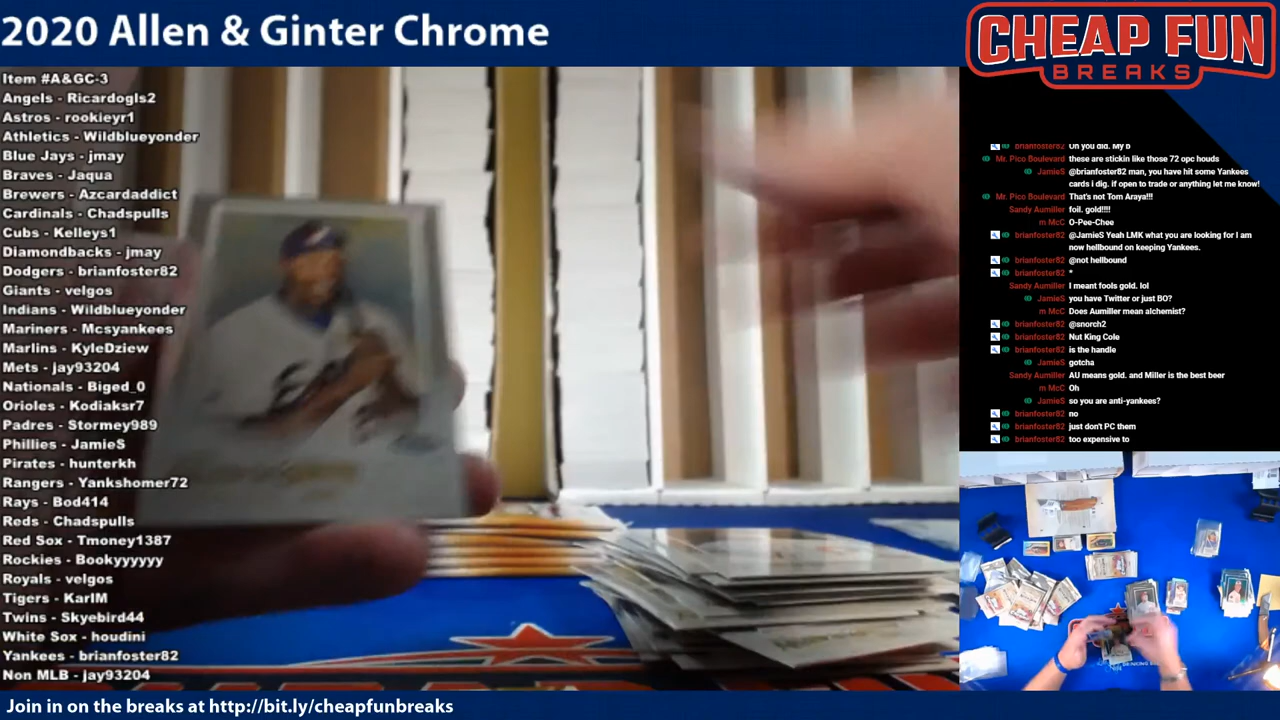 2020 Allen & Ginter Chrome
CHEAP FUN
BREAKS
Item #A&GC-3
Angels - Ricardogls2
Astros - rookieyr1
Athletics - Wildblueyonder
Blue Jays - jmay
Braves - Jaqua
Brewers - Azcardaddict
Cardinals - Chadspulls
Cubs - Kelleys1
Diamondbacks - jmay
Dodgers - brianfoster82
Giants - velgos
Indians - Wildblueyonder
Mariners - Mcsyankees
Marlins - KyleDziew
Mets - jay93204
Nationals - Biged_0
Orioles - Kodiaksr7
Padres - Stormey989
Phillies - JamieS
Pirates - hunterkh
Rangers - Yankshomer72
Rays - Bod414
Reds - Chadspulls
Red Sox - Tmoney1387
Rockies - Bookyyyyyy
Royals - velgos
Tigers - KarlM
Twins - Skyebird44
White Sox - houdini
Yankees - brianfoster82
Non MLB - jay93204
brianfoster82 Oh you did. My b
Mr. Pico Boulevard these are stickin like those 72 opc houds
JamieS @brianfoster82 man, you have hit some Yankees
cards i dig. if open to trade or anything let me know!
Mr. Pico Boulevard That's not Tom Araya!!!
Sandy Aumiller foil. gold!!!!
m McC O-Pee-Chee
brianfoster82 @JamieS Yeah LMK what you are looking for I am
now hellbound on keeping Yankees.
brianfoster82 @not hellbound
brianfoster82 *
Sandy Aumiller I meant fools gold. lol
JamieS you have Twitter or just BO?
m McC Does Aumiller mean alchemist?
brianfoster82 @snorch2
brianfoster82 Nut King Cole
brianfoster82 is the handle
JamieS gotcha
Sandy Aumiller AU means gold. and Miller is the best beer
m McC Oh
JamieS so you are anti-yankees?
brianfoster82 no
brianfoster82 just don't PC them
brianfoster82 too expensive to
Join in on the breaks at http://bit.ly/cheapfunbreaks